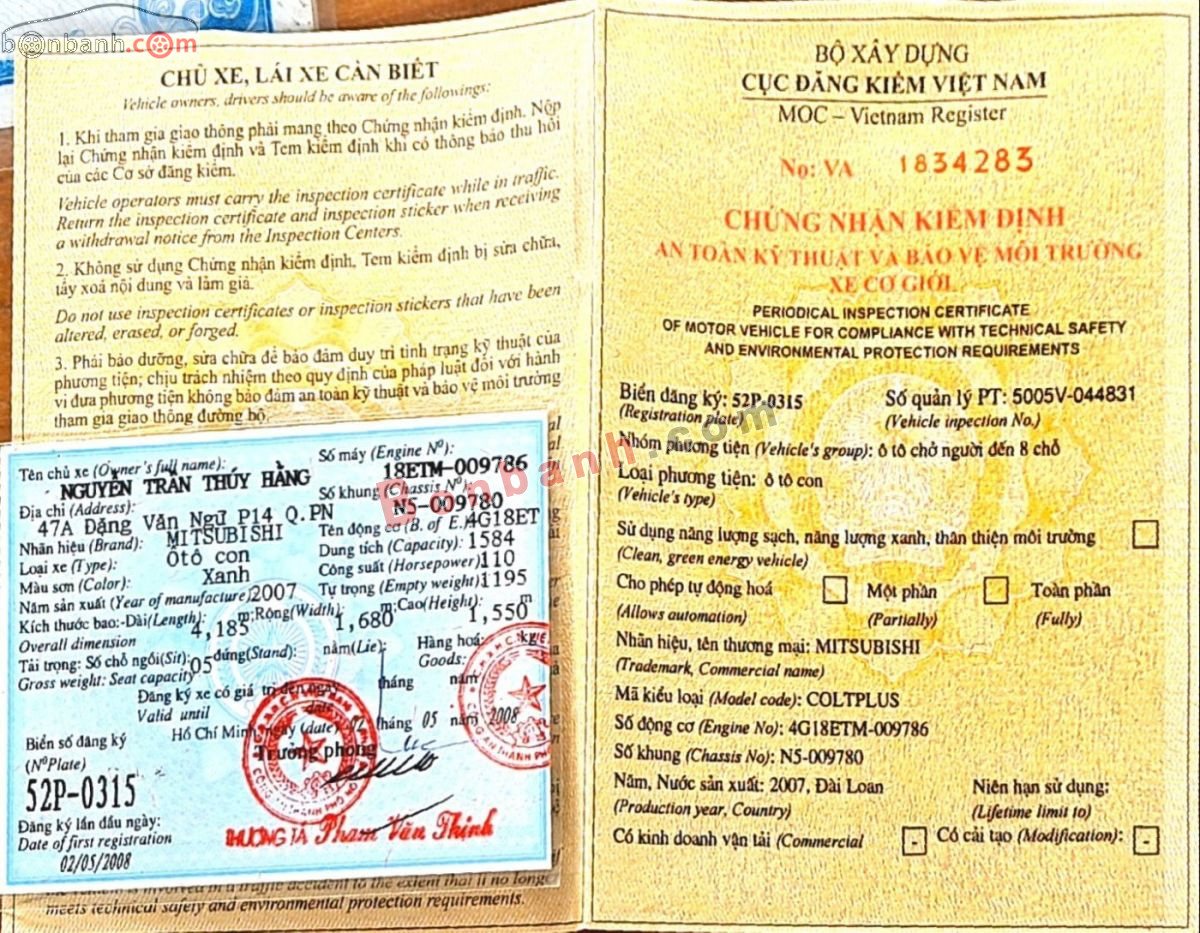 bonbanh.com
CHỦ XE, LÁI XE CẦN BIẾT
Vehicle owners, drivers should be aware of the followings:
1. Khi tham gia giao thông phải mang theo Chứng nhận kiểm định. Nộp
lại Chứng nhận kiểm định và Tem kiểm định khi có thông báo thu hồi
của các Cơ sở đăng kiểm.
Vehicle operators must carry the inspection certificate while in traffic.
Return the inspection certificate and inspection sticker when receiving
a withdrawal notice from the Inspection Centers.
2. Không sử dụng Chứng nhận kiểm định, Tem kiểm định bị sửa chữa,
tẩy xoá nội dung và làm giả.
Do not use inspection certificates or inspection stickers that have been
altered, erased, or forged.
3. Phải bảo dưỡng, sửa chữa để bảo đảm duy trì tình trạng kỹ thuật của
phương tiện; chịu trách nhiệm theo quy định của pháp luật đối với hành
vi đưa phương tiện không bảo đảm an toàn kỹ thuật và bảo vệ môi trường
tham gia giao thông đường bộ.
Tên chủ xe (Owner's full name):
NGUYỄN TRẦN THÚY HẰNG
Địa chỉ (Address):
47A Đặng Văn Ngữ P14 Q.PN
Nhãn hiệu (Brand): MITSUBISHI
Loại xe (Type): Ôtô con
Màu sơn (Color): Xanh
Năm sản xuất (Year of manufacture) 2007
Số máy (Engine Nº):
18ETM-009786
Số khung (Chassis Nº):
N5-009780
Tên động cơ (B. of E.) 4G18ET
Dung tích (Capacity): 1584
Công suất (Horsepower) 110
Tự trọng (Empty weight) 1195
Kích thước bao:-Dài(Length): 4,185 m; Rộng(Width): 1,680 m; Cao(Height): 1,550 m
Overall dimension
Tải trọng: Số chỗ ngồi(Sit): 05 đứng(Stand): nằm(Lie): Hàng hoá: kg
Gross weight: Seat capacity Goods:
Đăng ký xe có giá trị đến ngày tháng năm
Valid until date
Hồ Chí Minh, ngày (date) 02 tháng 05 năm 2008
Trưởng phòng
Biển số đăng ký
(NºPlate)
52P-0315
Đăng ký lần đầu ngày:
Date of first registration
02/05/2008
THƯỢNG TÁ Phạm Văn Thịnh
meets technical safety and environmental protection requirements.
BỘ XÂY DỰNG
CỤC ĐĂNG KIỂM VIỆT NAM
MOC – Vietnam Register
No: VA 1834283
CHỨNG NHẬN KIỂM ĐỊNH
AN TOÀN KỸ THUẬT VÀ BẢO VỆ MÔI TRƯỜNG
XE CƠ GIỚI
PERIODICAL INSPECTION CERTIFICATE
OF MOTOR VEHICLE FOR COMPLIANCE WITH TECHNICAL SAFETY
AND ENVIRONMENTAL PROTECTION REQUIREMENTS
Biển đăng ký: 52P-0315 Số quản lý PT: 5005V-044831
(Registration plate) (Vehicle inpection No.)
Nhóm phương tiện (Vehicle's group): ô tô chở người đến 8 chỗ
Loại phương tiện: ô tô con
(Vehicle's type)
Sử dụng năng lượng sạch, năng lượng xanh, thân thiện môi trường
(Clean, green energy vehicle)
Cho phép tự động hoá Một phần Toàn phần
(Allows automation) (Partially) (Fully)
Nhãn hiệu, tên thương mại: MITSUBISHI
(Trademark, Commercial name)
Mã kiểu loại (Model code): COLTPLUS
Số động cơ (Engine No): 4G18ETM-009786
Số khung (Chassis No): N5-009780
Năm, Nước sản xuất: 2007, Đài Loan Niên hạn sử dụng:
(Production year, Country) (Lifetime limit to)
Có kinh doanh vận tải (Commercial - Có cải tạo (Modification): -
Bonbanh.com